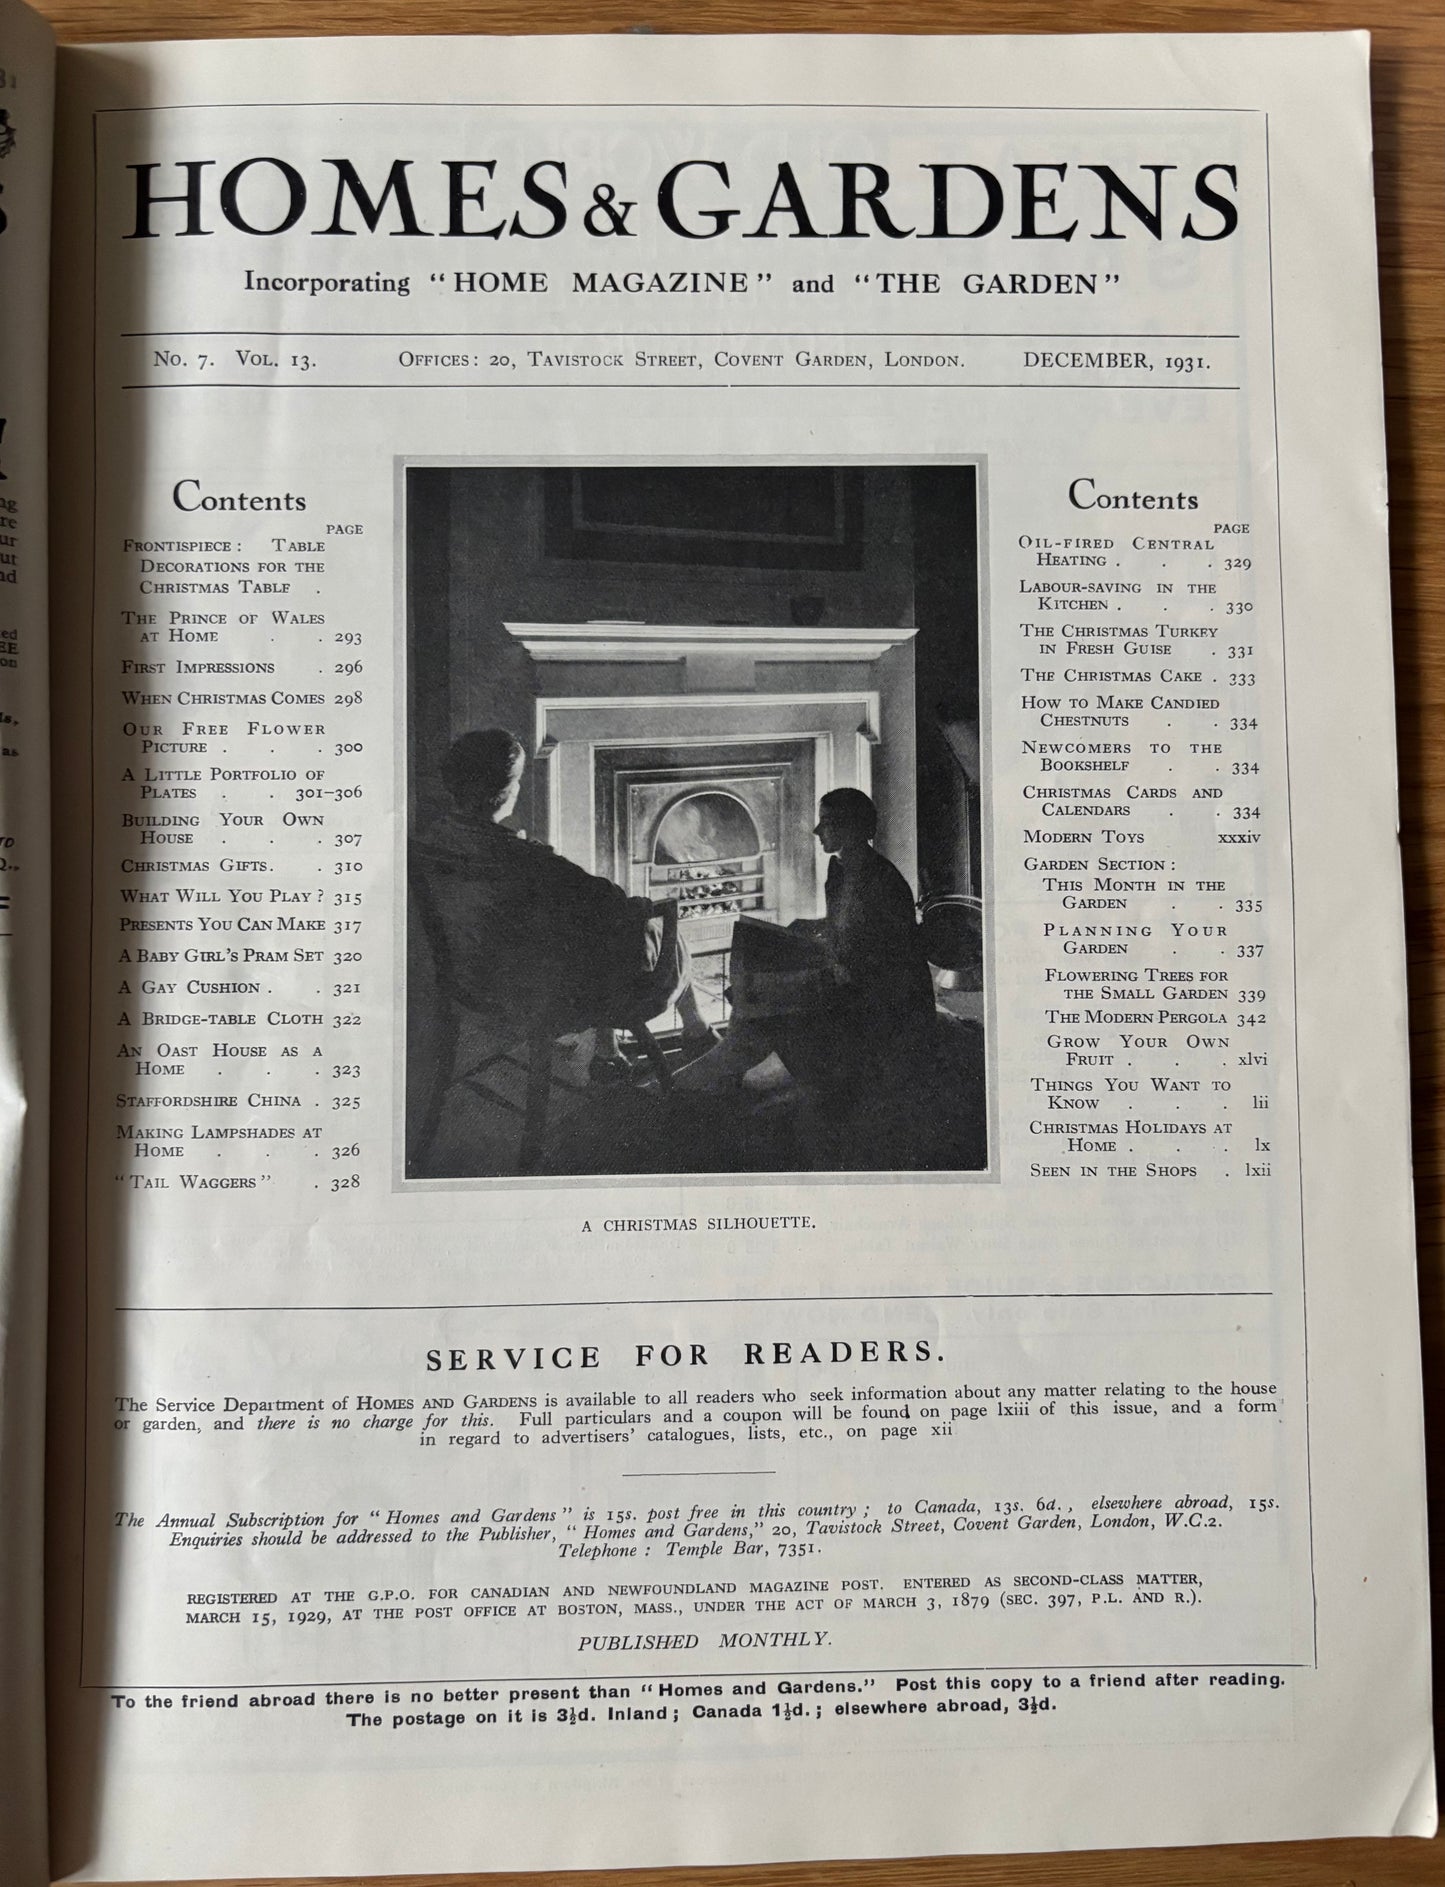 HOMES & GARDENS
Incorporating “HOME MAGAZINE” and “THE GARDEN”
No. 7. Vol. 13. Offices: 20, Tavistock Street, Covent Garden, London. DECEMBER, 1931.
Contents
PAGE
Frontispiece: Table
Decorations for the
Christmas Table .
The Prince of Wales
at Home . . 293
First Impressions . 296
When Christmas Comes 298
Our Free Flower
Picture . . . 300
A Little Portfolio of
Plates . . 301–306
Building Your Own
House . . . 307
Christmas Gifts. . 310
What Will You Play? 315
Presents You Can Make 317
A Baby Girl's Pram Set 320
A Gay Cushion . . 321
A Bridge-table Cloth 322
An Oast House as a
Home . . . 323
Staffordshire China . 325
Making Lampshades at
Home . . . 326
“Tail Waggers” . 328
Contents
PAGE
Oil-fired Central
Heating . . . 329
Labour-saving in the
Kitchen . . . 330
The Christmas Turkey
in Fresh Guise . 331
The Christmas Cake . 333
How to Make Candied
Chestnuts . . 334
Newcomers to the
Bookshelf . . 334
Christmas Cards and
Calendars . . 334
Modern Toys xxxiv
Garden Section:
This Month in the
Garden . . 335
Planning Your
Garden . . 337
Flowering Trees for
the Small Garden 339
The Modern Pergola 342
Grow Your Own
Fruit . . . xlvi
Things You Want to
Know . . . lii
Christmas Holidays at
Home . . . lx
Seen in the Shops . lxii
A CHRISTMAS SILHOUETTE.
SERVICE FOR READERS.
The Service Department of Homes and Gardens is available to all readers who seek information about any matter relating to the house
or garden, and there is no charge for this. Full particulars and a coupon will be found on page lxiii of this issue, and a form
in regard to advertisers' catalogues, lists, etc., on page xii
The Annual Subscription for “Homes and Gardens” is 15s. post free in this country; to Canada, 13s. 6d., elsewhere abroad, 15s.
Enquiries should be addressed to the Publisher, “Homes and Gardens,” 20, Tavistock Street, Covent Garden, London, W.C.2.
Telephone: Temple Bar, 7351.
REGISTERED AT THE G.P.O. FOR CANADIAN AND NEWFOUNDLAND MAGAZINE POST. ENTERED AS SECOND-CLASS MATTER,
MARCH 15, 1929, AT THE POST OFFICE AT BOSTON, MASS., UNDER THE ACT OF MARCH 3, 1879 (SEC. 397, P.L. AND R.).
PUBLISHED MONTHLY.
To the friend abroad there is no better present than “Homes and Gardens.” Post this copy to a friend after reading.
The postage on it is 3½d. Inland; Canada 1½d.; elsewhere abroad, 3½d.